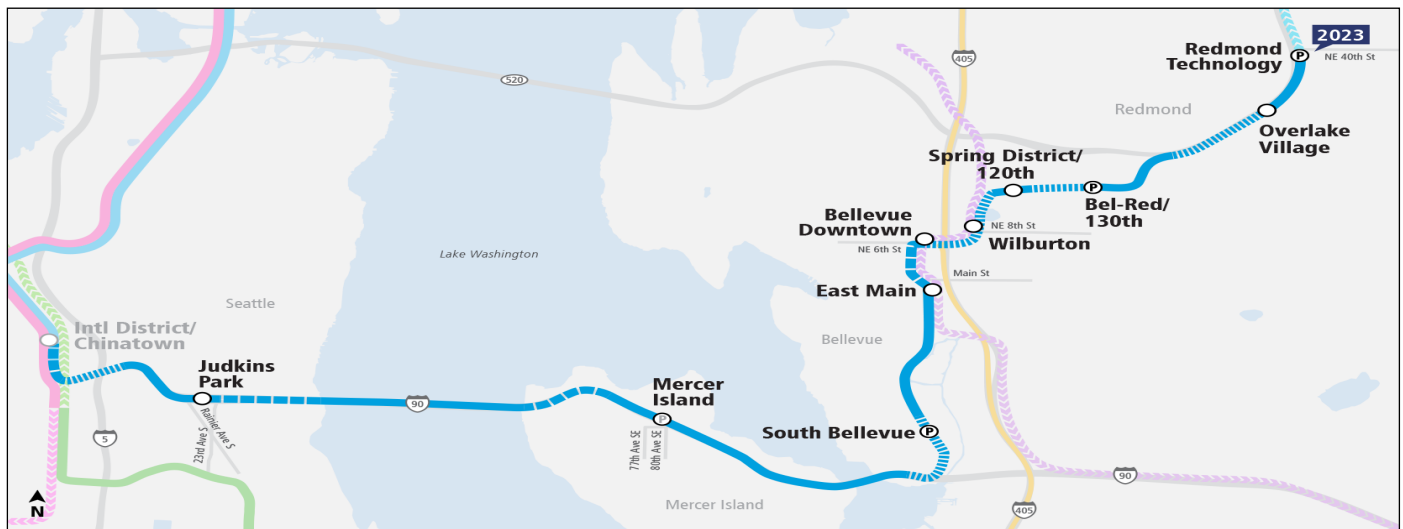 2023
Redmond
Technology
P
NE 40th St
405
520
Redmond
Overlake
Village
Spring District/
120th
P
Bel-Red/
130th
Bellevue
Downtown
NE 8th St
Wilburton
NE 6th St
Lake Washington
Main St
East Main
Seattle
Intl District/
Chinatown
Bellevue
Judkins
Park
Mercer
Island
90
P
Rainier Ave S
23rd Ave S
South Bellevue
P
77th Ave SE
80th Ave SE
5
90
N
Mercer Island
405